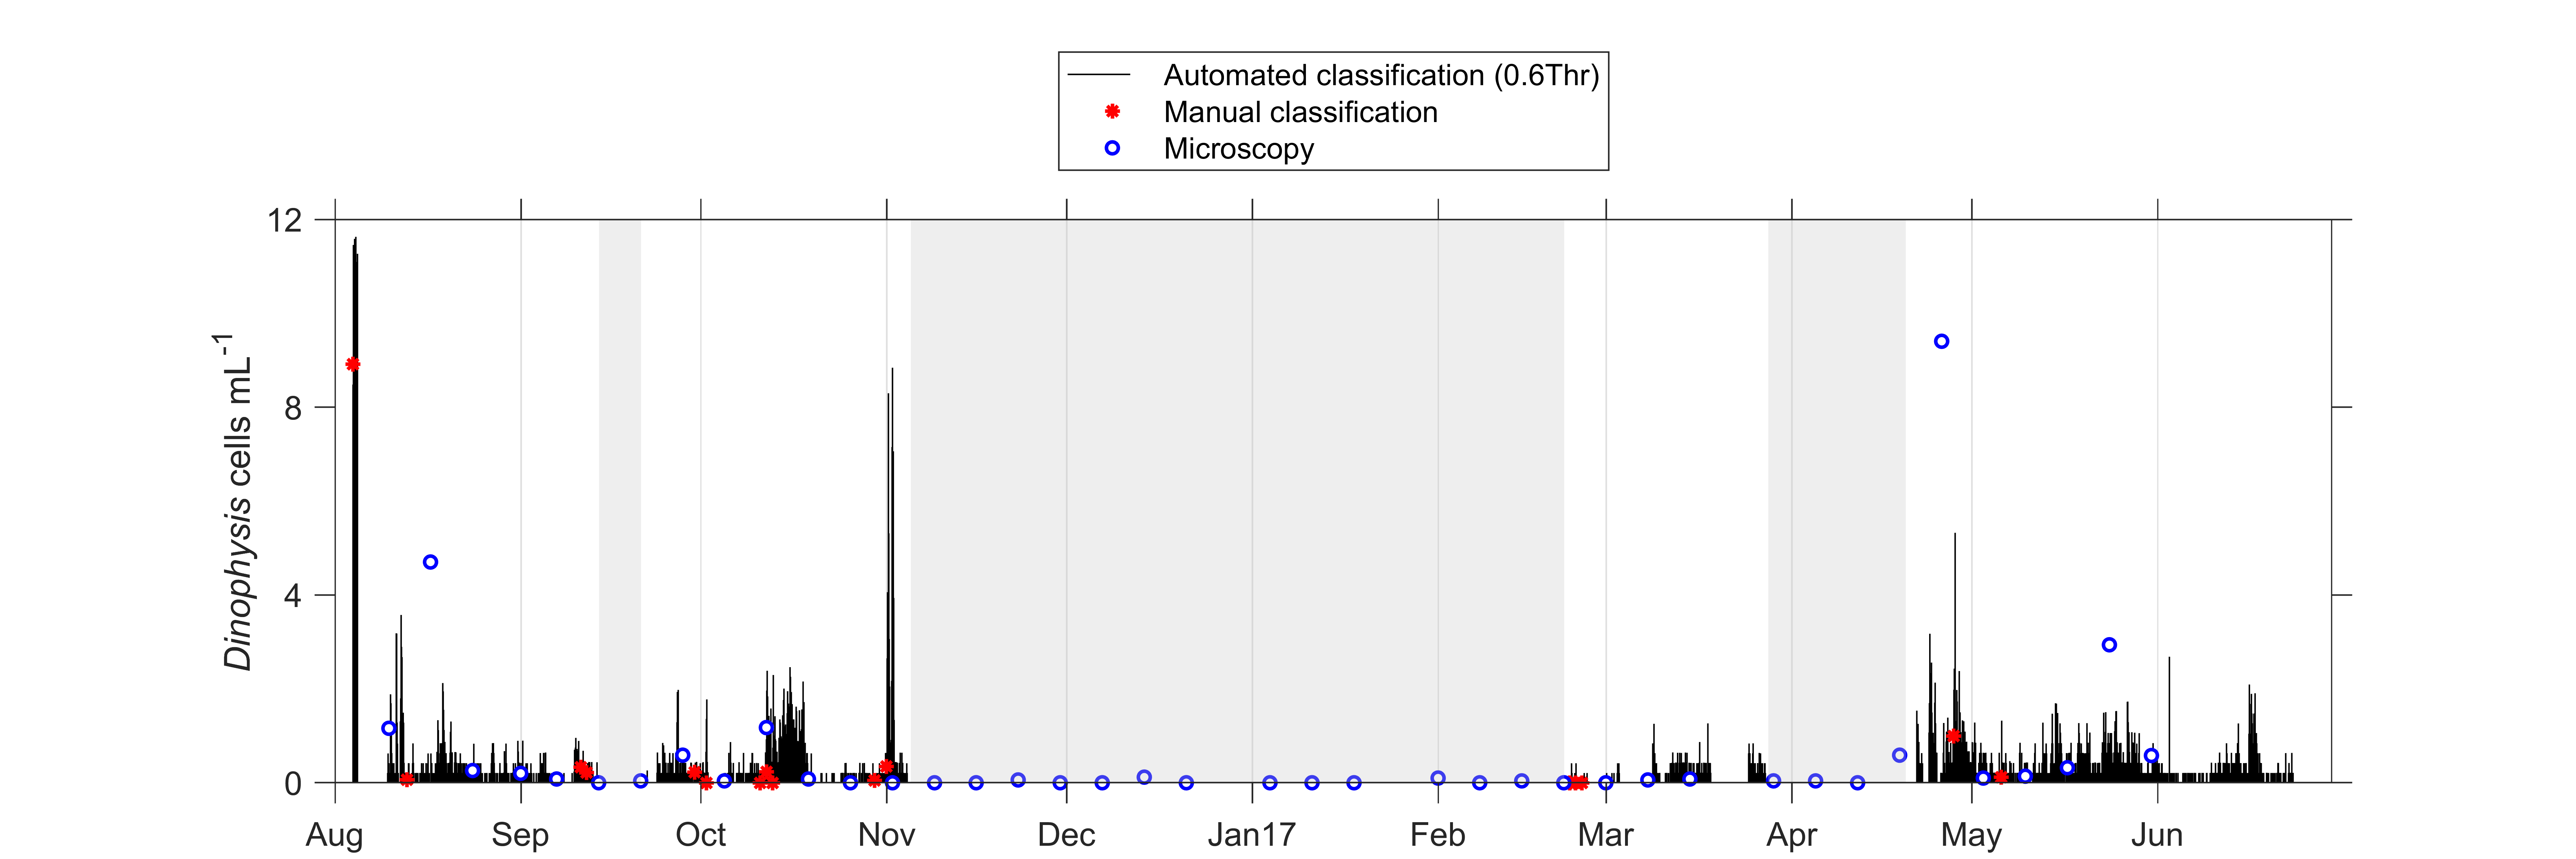 Automated classification (0.6Thr)
Manual classification
Microscopy
Dinophysis cells mL⁻¹
12
8
4
0
Aug Sep Oct Nov Dec Jan17 Feb Mar Apr May Jun